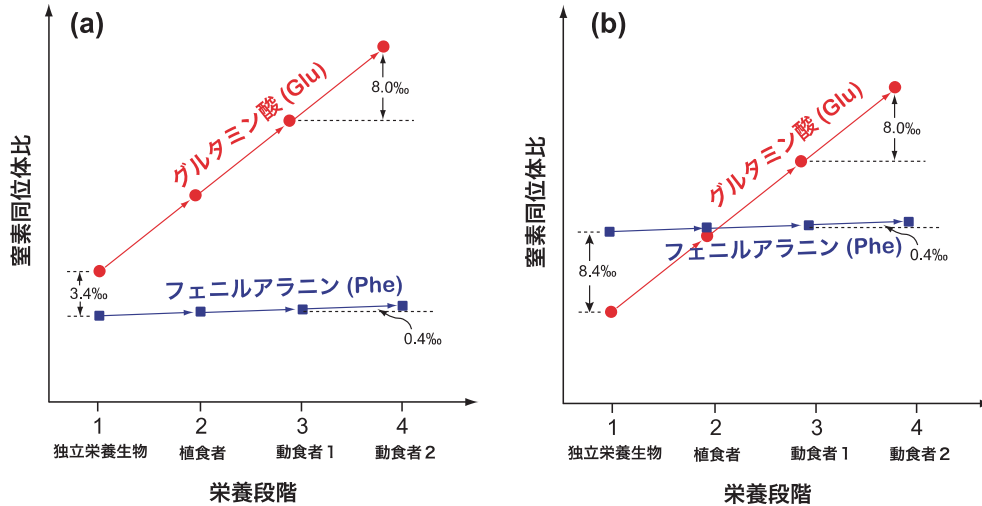 (a)
グルタミン酸 (Glu)
8.0‰
3.4‰
フェニルアラニン (Phe)
0.4‰
窒素同位体比
1 2 3 4
独立栄養生物 植食者 動食者 1 動食者 2
栄養段階
(b)
グルタミン酸 (Glu)
8.0‰
8.4‰
フェニルアラニン (Phe)
0.4‰
窒素同位体比
1 2 3 4
独立栄養生物 植食者 動食者 1 動食者 2
栄養段階